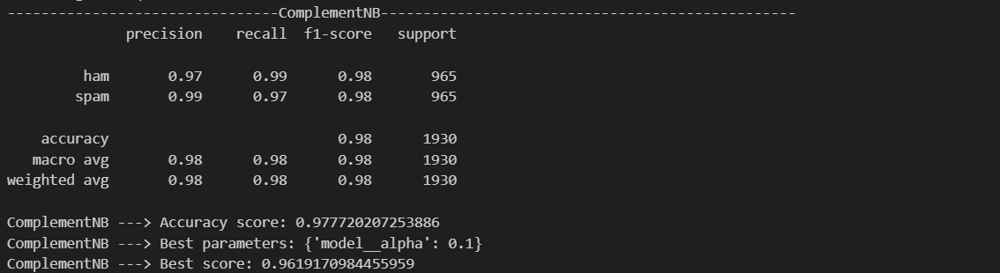 -------------------------------ComplementNB-----------------------------------------------
precision recall f1-score support
ham 0.97 0.99 0.98 965
spam 0.99 0.97 0.98 965
accuracy 0.98 1930
macro avg 0.98 0.98 0.98 1930
weighted avg 0.98 0.98 0.98 1930
ComplementNB ---> Accuracy score: 0.977720207253886
ComplementNB ---> Best parameters: {'model__alpha': 0.1}
ComplementNB ---> Best score: 0.9619170984455959